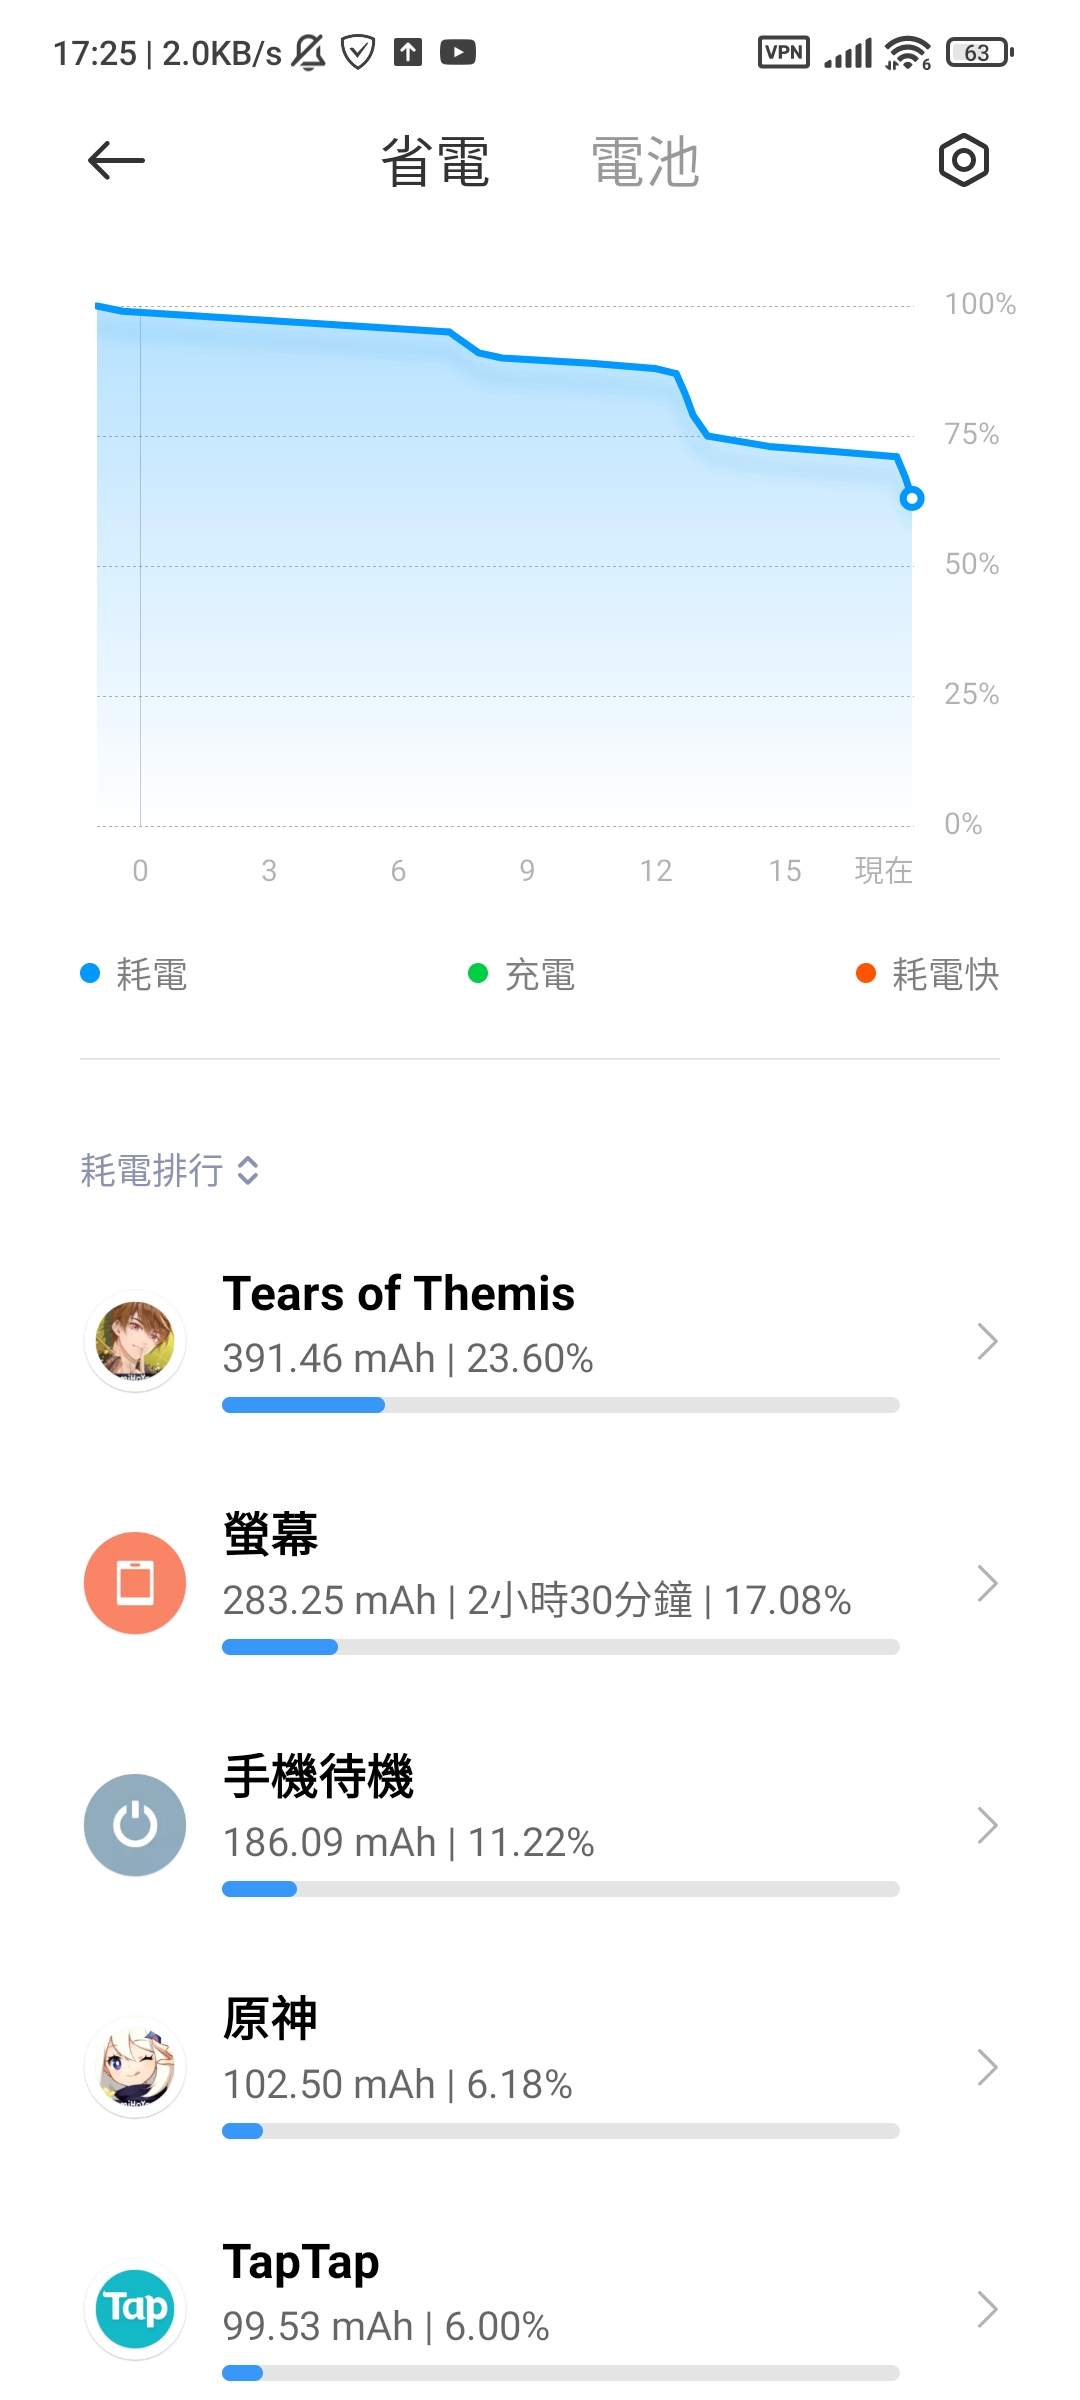 17:25 | 2.0KB/s
VPN
6
63
省電 電池
100%
75%
50%
25%
0%
0 3 6 9 12 15 現在
耗電 充電 耗電快
耗電排行
Tears of Themis
391.46 mAh | 23.60%
螢幕
283.25 mAh | 2小時30分鐘 | 17.08%
手機待機
186.09 mAh | 11.22%
原神
102.50 mAh | 6.18%
TapTap
Tap
99.53 mAh | 6.00%